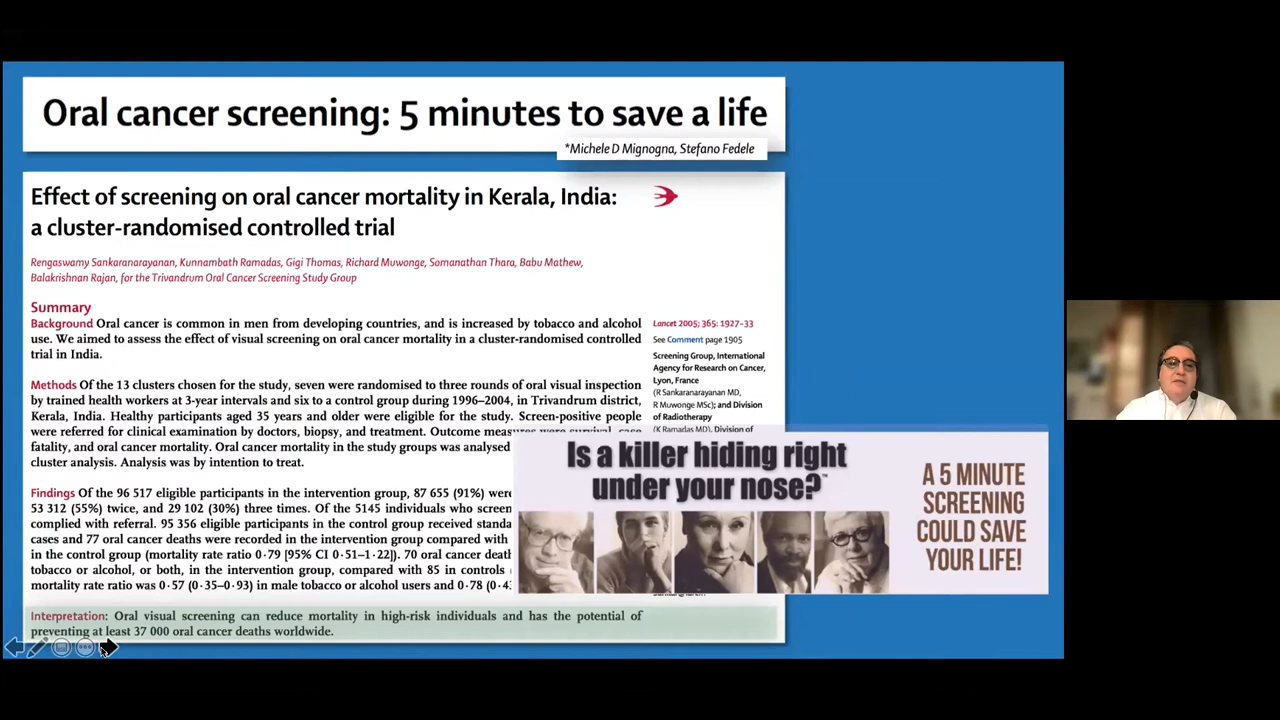 Oral cancer screening: 5 minutes to save a life
*Michele D Mignogna, Stefano Fedele
Effect of screening on oral cancer mortality in Kerala, India:
a cluster-randomised controlled trial
Rengaswamy Sankaranarayanan, Kunnambath Ramadas, Gigi Thomas, Richard Muwonge, Somanathan Thara, Babu Mathew,
Balakrishnan Rajan, for the Trivandrum Oral Cancer Screening Study Group
Summary
Background Oral cancer is common in men from developing countries, and is increased by tobacco and alcohol
use. We aimed to assess the effect of visual screening on oral cancer mortality in a cluster-randomised controlled
trial in India.
Methods Of the 13 clusters chosen for the study, seven were randomised to three rounds of oral visual inspection
by trained health workers at 3-year intervals and six to a control group during 1996–2004, in Trivandrum district,
Kerala, India. Healthy participants aged 35 years and older were eligible for the study. Screen-positive people
were referred for clinical examination by doctors, biopsy, and treatment. Outcome measures were survival, case
fatality, and oral cancer mortality. Oral cancer mortality in the study groups was analysed
cluster analysis. Analysis was by intention to treat.
Findings Of the 96 517 eligible participants in the intervention group, 87 655 (91%) were
53 312 (55%) twice, and 29 102 (30%) three times. Of the 5145 individuals who
complied with referral. 95 356 eligible participants in the control group received
cases and 77 oral cancer deaths were recorded in the intervention group compared with
in the control group (mortality rate ratio 0·79 [95% CI 0·51–1·22]). 70 oral cancer
tobacco or alcohol, or both, in the intervention group, compared with 85 in controls
mortality rate ratio was 0·57 (0·35–0·93) in male tobacco or alcohol users and 0·78
Interpretation: Oral visual screening can reduce mortality in high-risk individuals and has the potential of
preventing at least 37 000 oral cancer deaths worldwide.
Lancet 2005; 365: 1927–33
See Comment page 1905
Screening Group, International
Agency for Research on Cancer,
Lyon, France
(R Sankaranarayanan MD,
R Muwonge MSc); and Division
of Radiotherapy
(K Ramadas MD), Division of
Is a killer hiding right
under your nose?™
A 5 MINUTE
SCREENING
COULD SAVE
YOUR LIFE!